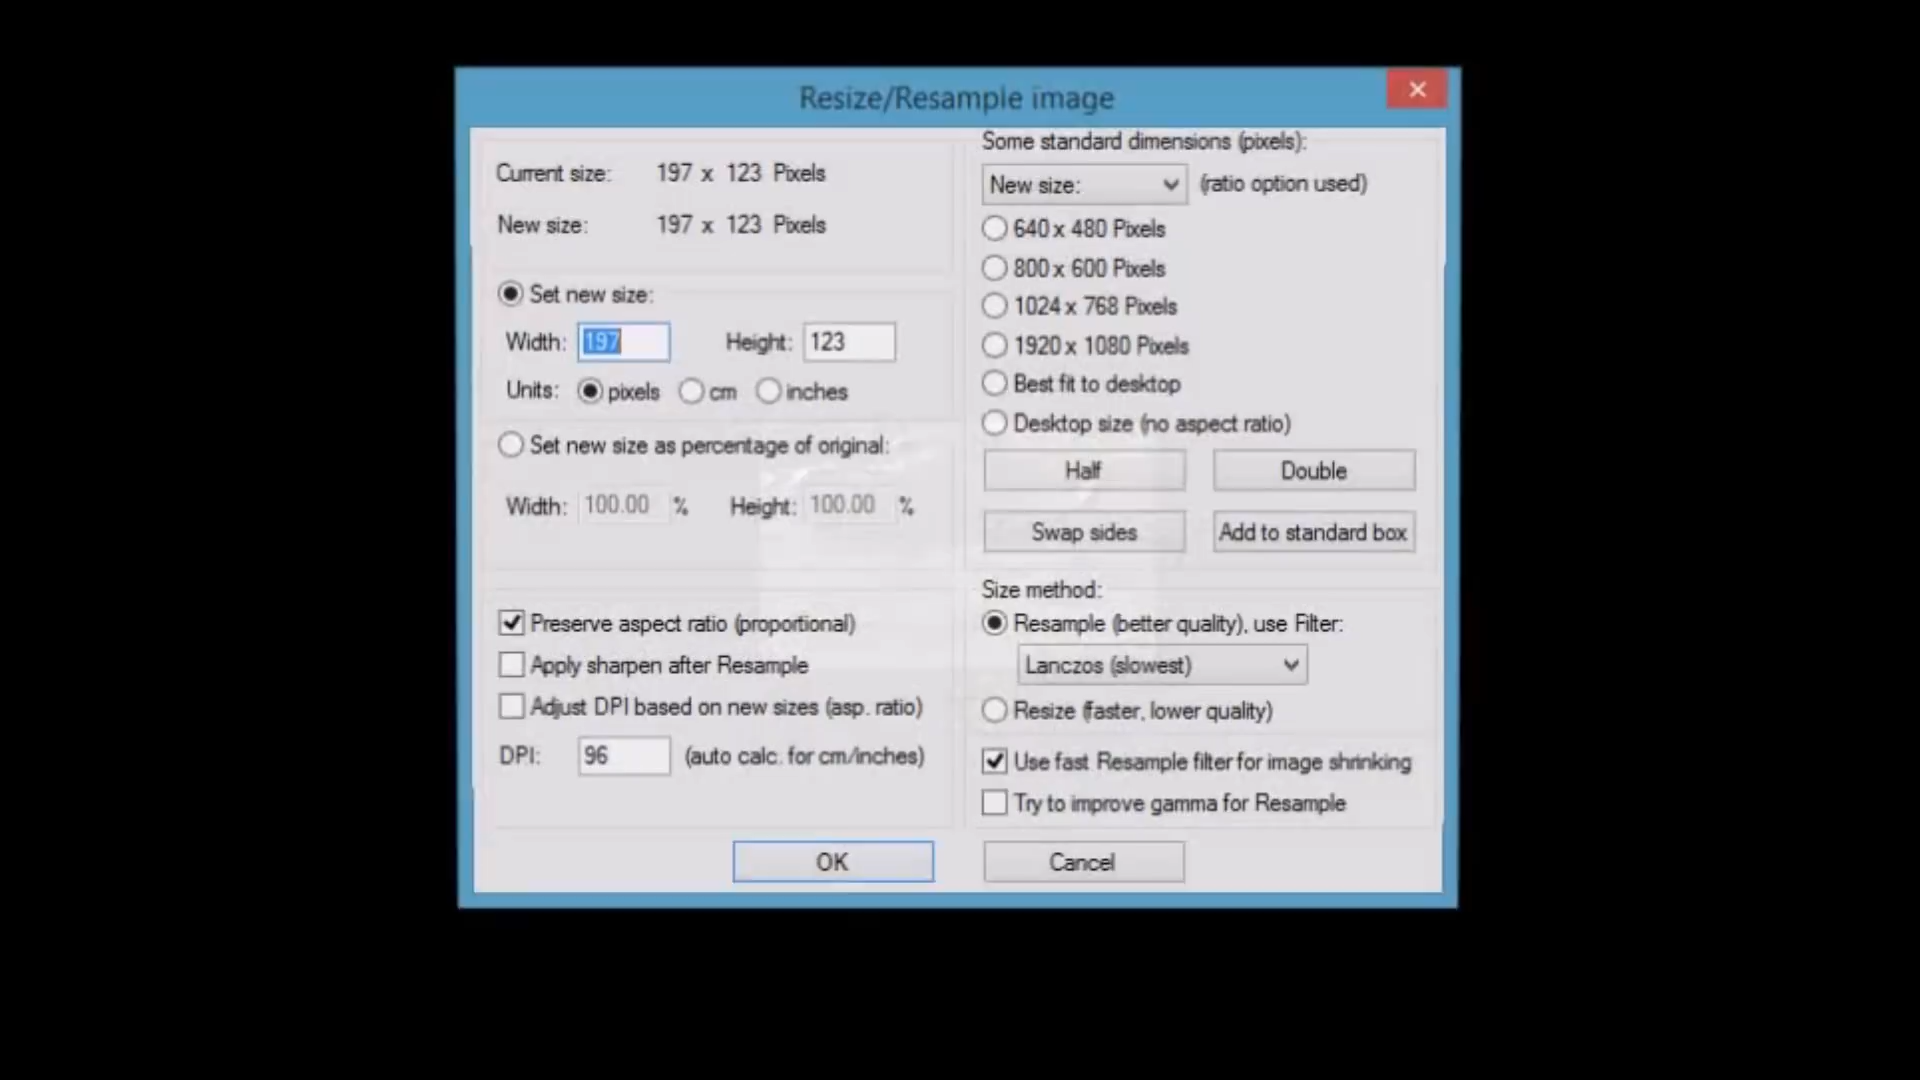 Resize/Resample image
Current size: 197 x 123 Pixels
New size: 197 x 123 Pixels
Set new size:
Width: 197 Height: 123
Units: pixels cm inches
Set new size as percentage of original:
Width: 100.00 % Height: 100.00 %
Preserve aspect ratio (proportional)
Apply sharpen after Resample
Adjust DPI based on new sizes (asp. ratio)
DPI: 96 (auto calc. for cm/inches)
Some standard dimensions (pixels):
New size: (ratio option used)
640 x 480 Pixels
800 x 600 Pixels
1024 x 768 Pixels
1920 x 1080 Pixels
Best fit to desktop
Desktop size (no aspect ratio)
Half Double
Swap sides Add to standard box
Size method:
Resample (better quality), use Filter:
Lanczos (slowest)
Resize (faster, lower quality)
Use fast Resample filter for image shrinking
Try to improve gamma for Resample
OK Cancel